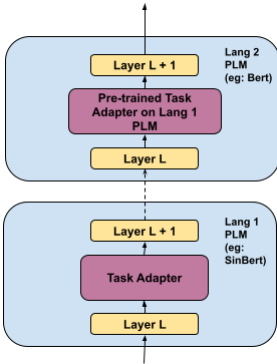 Layer L + 1
Lang 2
PLM
(eg: Bert)
Pre-trained Task
Adapter on Lang 1
PLM
Layer L
Layer L + 1
Lang 1
PLM
(eg:
SinBert)
Task Adapter
Layer L